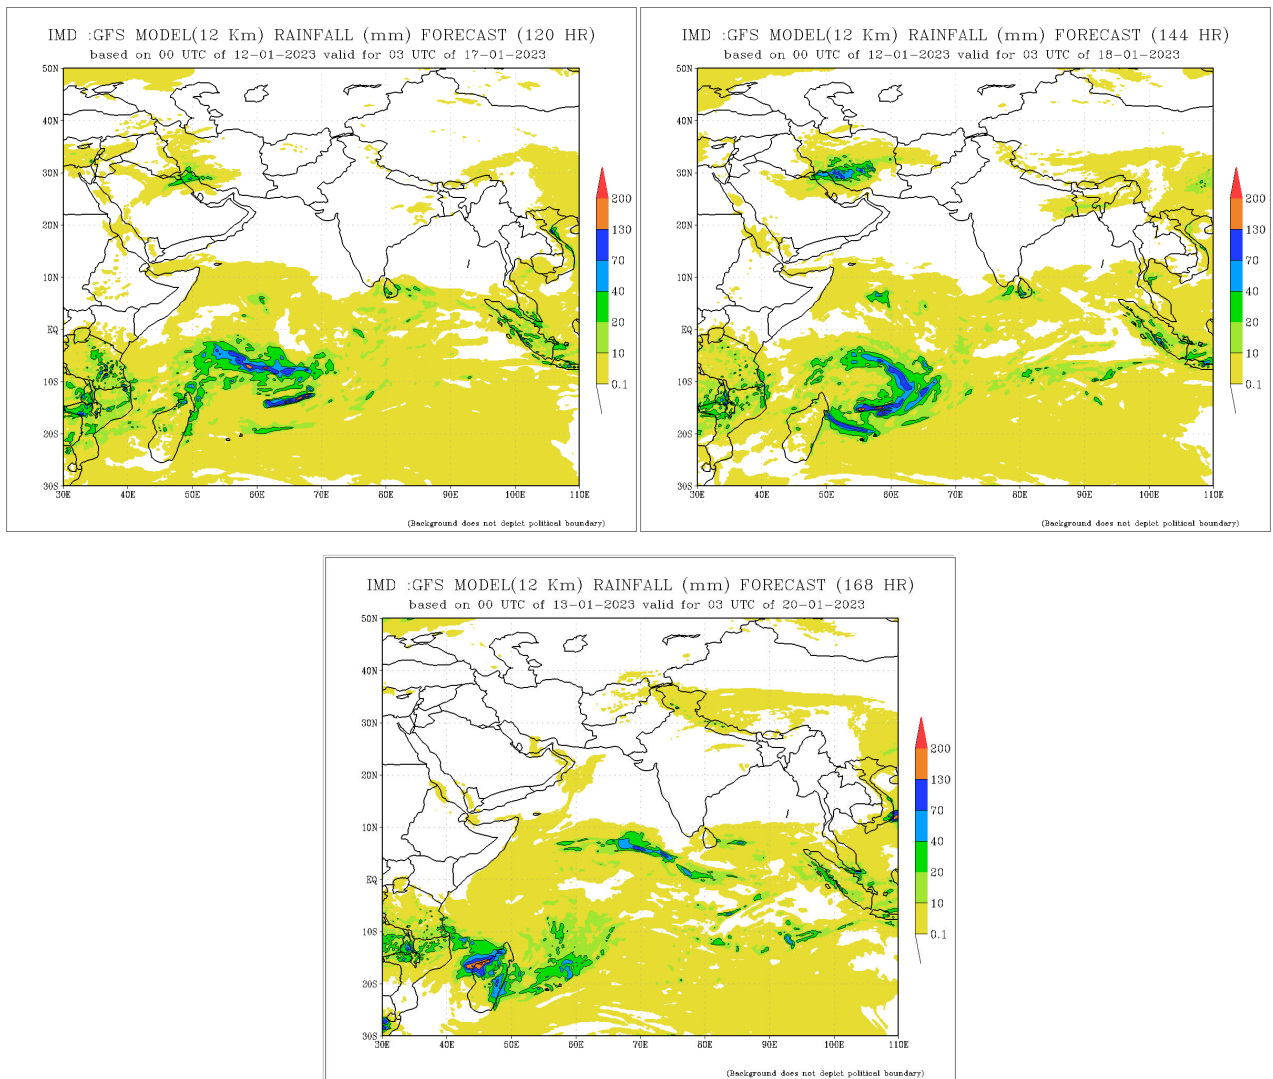 IMD :GFS MODEL(12 Km) RAINFALL (mm) FORECAST (120 HR)
based on 00 UTC of 12-01-2023 valid for 03 UTC of 17-01-2023
50N
40N
30N
20N
10N
EQ
10S
20S
30S
30E 40E 50E 60E 70E 80E 90E 100E 110E
200
130
70
40
20
10
0.1
(Background does not depict political boundary)
IMD :GFS MODEL(12 Km) RAINFALL (mm) FORECAST (144 HR)
based on 00 UTC of 12-01-2023 valid for 03 UTC of 18-01-2023
50N
40N
30N
20N
10N
EQ
10S
20S
30S
30E 40E 50E 60E 70E 80E 90E 100E 110E
200
130
70
40
20
10
0.1
(Background does not depict political boundary)
IMD :GFS MODEL(12 Km) RAINFALL (mm) FORECAST (168 HR)
based on 00 UTC of 13-01-2023 valid for 03 UTC of 20-01-2023
50N
40N
30N
20N
10N
EQ
10S
20S
30S
30E 40E 50E 60E 70E 80E 90E 100E 110E
200
130
70
40
20
10
0.1
(Background does not depict political boundary)